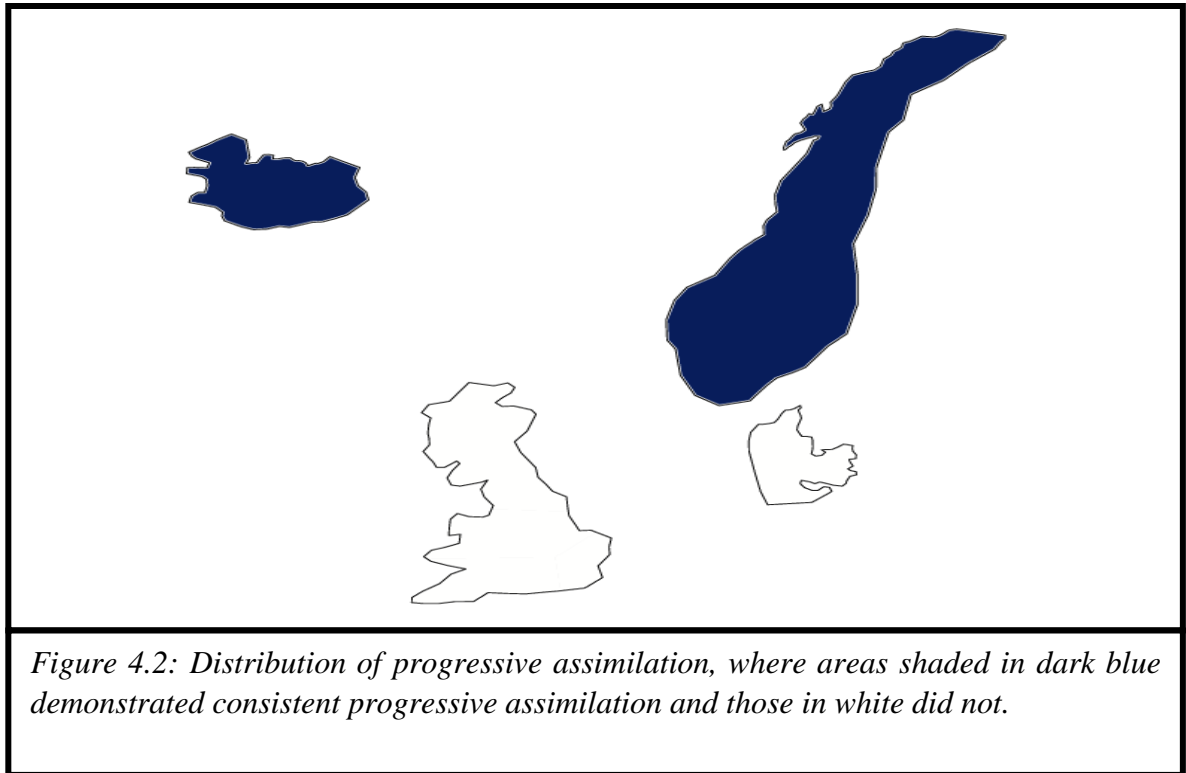 Figure 4.2: Distribution of progressive assimilation, where areas shaded in dark blue
demonstrated consistent progressive assimilation and those in white did not.